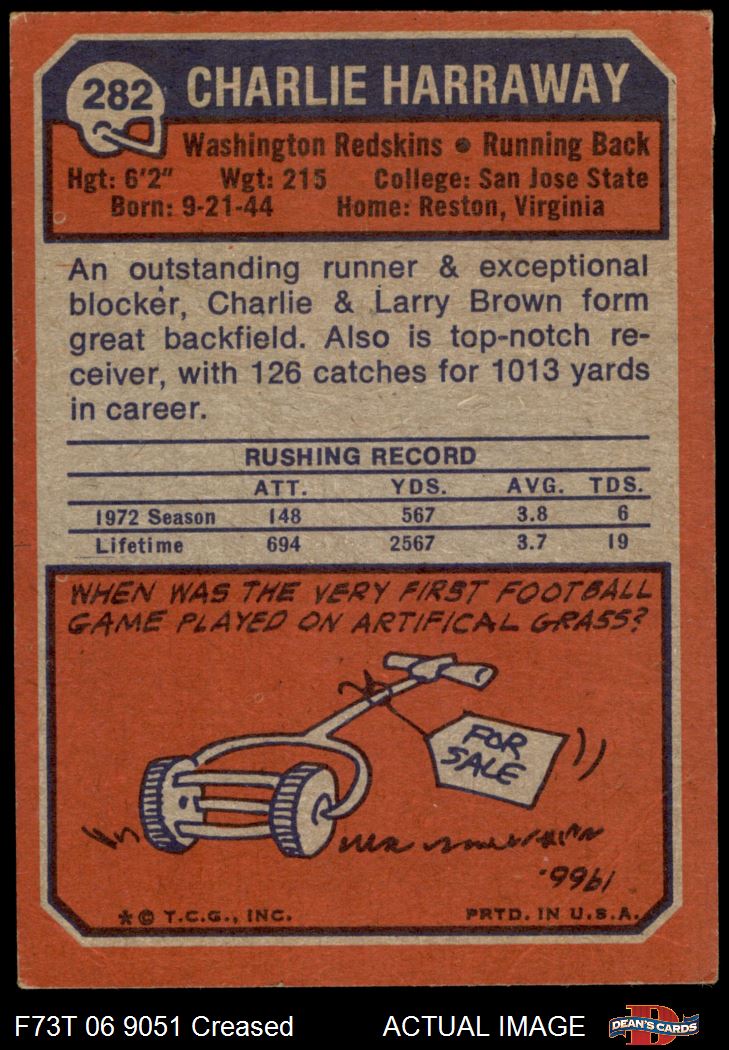 282 CHARLIE HARRAWAY
Washington Redskins • Running Back
Hgt: 6'2" Wgt: 215 College: San Jose State
Born: 9-21-44 Home: Reston, Virginia
An outstanding runner & exceptional
blocker, Charlie & Larry Brown form
great backfield. Also is top-notch re-
ceiver, with 126 catches for 1013 yards
in career.
RUSHING RECORD
ATT. YDS. AVG. TDS.
1972 Season 148 567 3.8 6
Lifetime 694 2567 3.7 19
WHEN WAS THE VERY FIRST FOOTBALL
GAME PLAYED ON ARTIFICAL GRASS?
FOR
SALE
1966.
* © T.C.G., INC. PRTD. IN U.S.A.
F73T 06 9051 Creased ACTUAL IMAGE DEAN'S CARDS